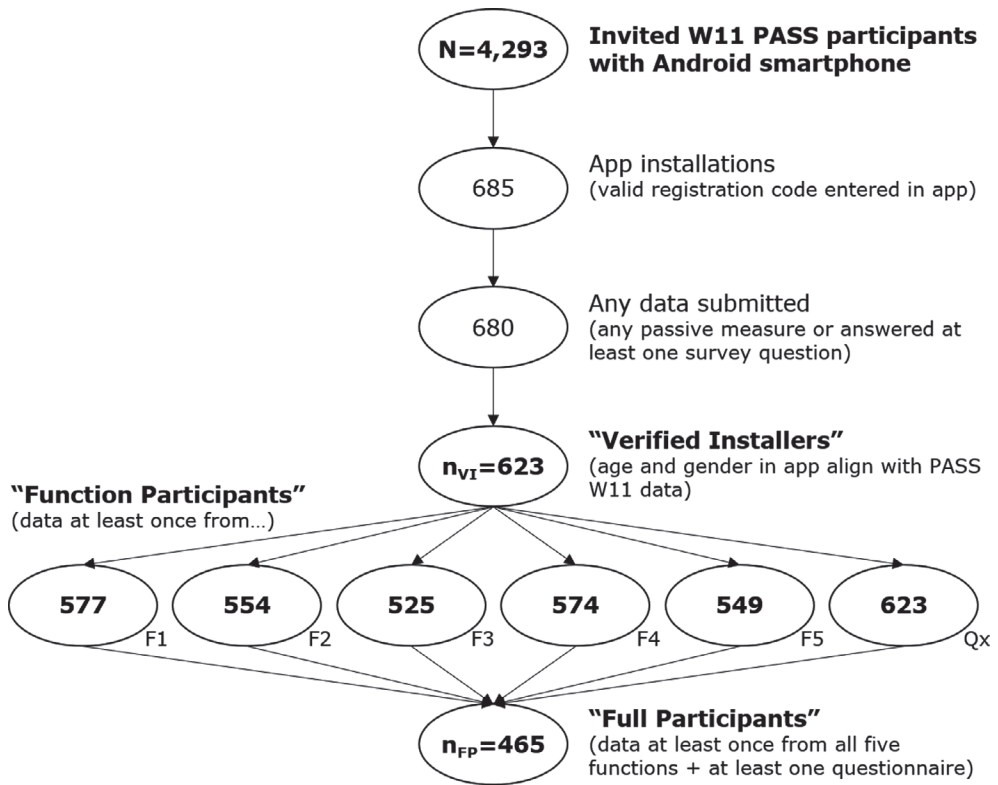 N=4,293
Invited W11 PASS participants
with Android smartphone
685
App installations
(valid registration code entered in app)
680
Any data submitted
(any passive measure or answered at
least one survey question)
nVI=623
“Verified Installers”
(age and gender in app align with PASS
W11 data)
“Function Participants”
(data at least once from…)
577
F1
554
F2
525
F3
574
F4
549
F5
623
Qx
nFP=465
“Full Participants”
(data at least once from all five
functions + at least one questionnaire)